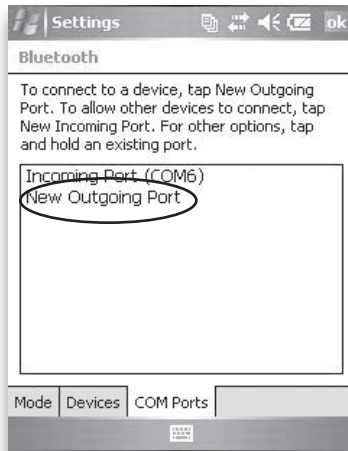 Settings
ok
Bluetooth
To connect to a device, tap New Outgoing
Port. To allow other devices to connect, tap
New Incoming Port. For other options, tap
and hold an existing port.
Incoming Port (COM6)
New Outgoing Port
Mode Devices COM Ports